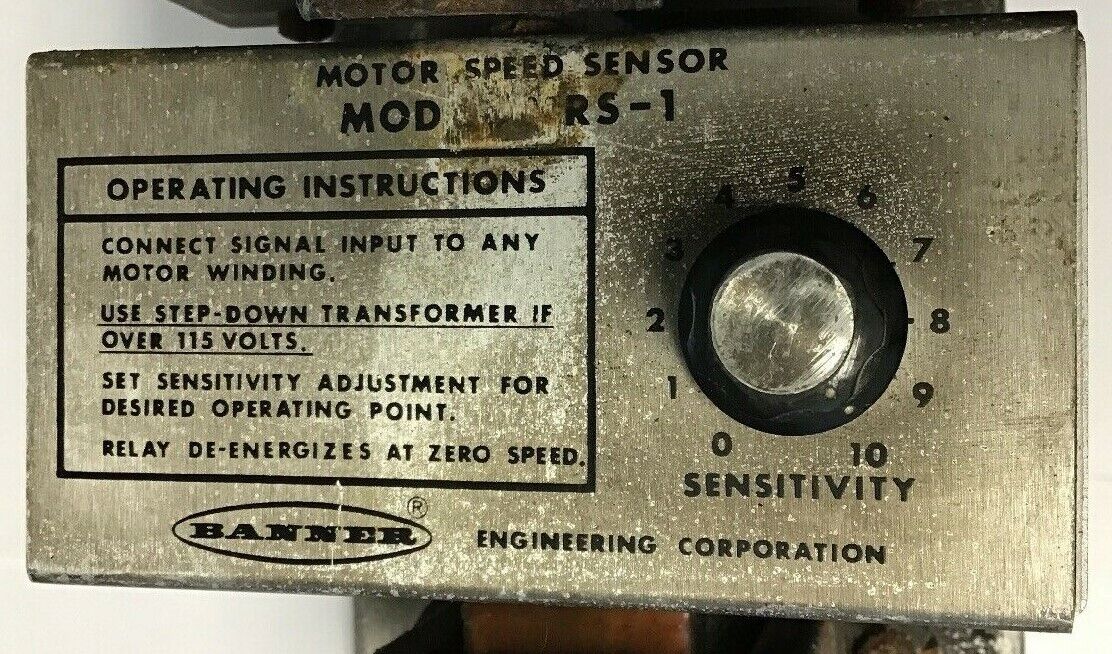 MOTOR SPEED SENSOR
MOD RS-1
OPERATING INSTRUCTIONS
CONNECT SIGNAL INPUT TO ANY
MOTOR WINDING.
USE STEP-DOWN TRANSFORMER IF
OVER 115 VOLTS.
SET SENSITIVITY ADJUSTMENT FOR
DESIRED OPERATING POINT.
RELAY DE-ENERGIZES AT ZERO SPEED.
BANNER ®
ENGINEERING CORPORATION
0
1
2
3
4
5
6
7
8
9
10
SENSITIVITY